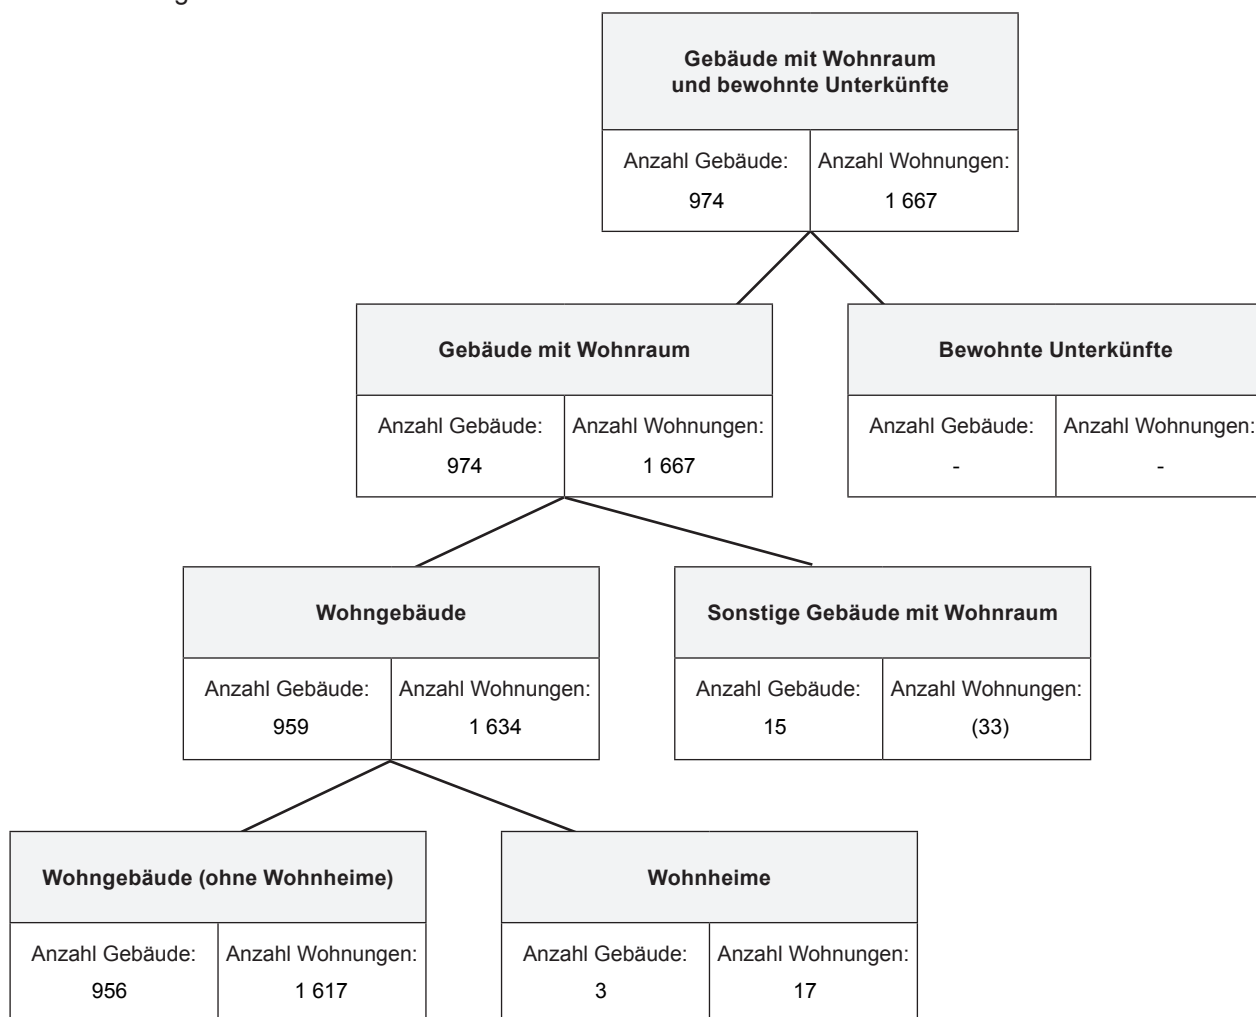 Gebäude mit Wohnraum
und bewohnte Unterkünfte
Anzahl Gebäude: Anzahl Wohnungen:
974 1 667
Gebäude mit Wohnraum
Anzahl Gebäude: Anzahl Wohnungen:
974 1 667
Bewohnte Unterkünfte
Anzahl Gebäude: Anzahl Wohnungen:
- -
Wohngebäude
Anzahl Gebäude: Anzahl Wohnungen:
959 1 634
Sonstige Gebäude mit Wohnraum
Anzahl Gebäude: Anzahl Wohnungen:
15 (33)
Wohngebäude (ohne Wohnheime)
Anzahl Gebäude: Anzahl Wohnungen:
956 1 617
Wohnheime
Anzahl Gebäude: Anzahl Wohnungen:
3 17